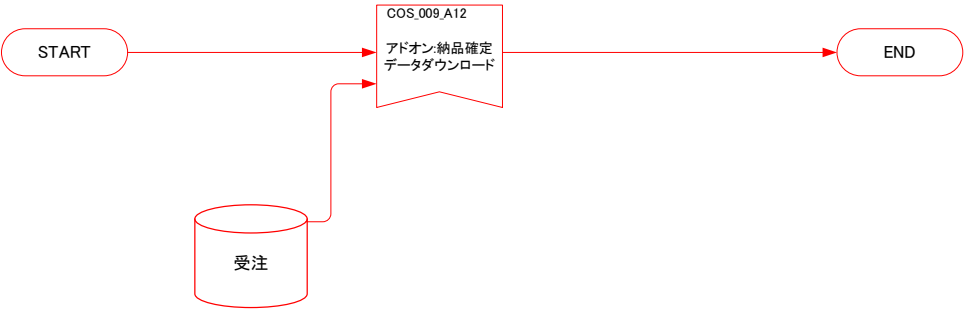 COS_009_A12
START
アドオン:納品確定
データダウンロード
END
受注